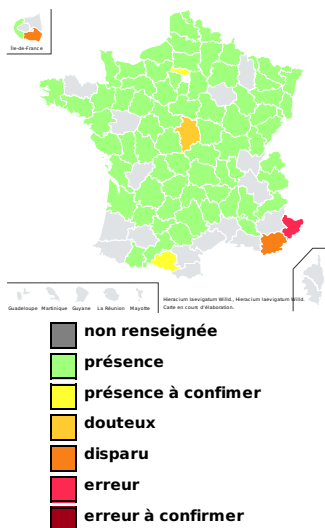 Île-de-France
Guadeloupe Martinique Guyane La Réunion Mayotte
Hieracium laevigatum Willd., Hieracium laevigatum Willd.
Carte en cours d'élaboration.
non renseignée
présence
présence à confimer
douteux
disparu
erreur
erreur à confirmer